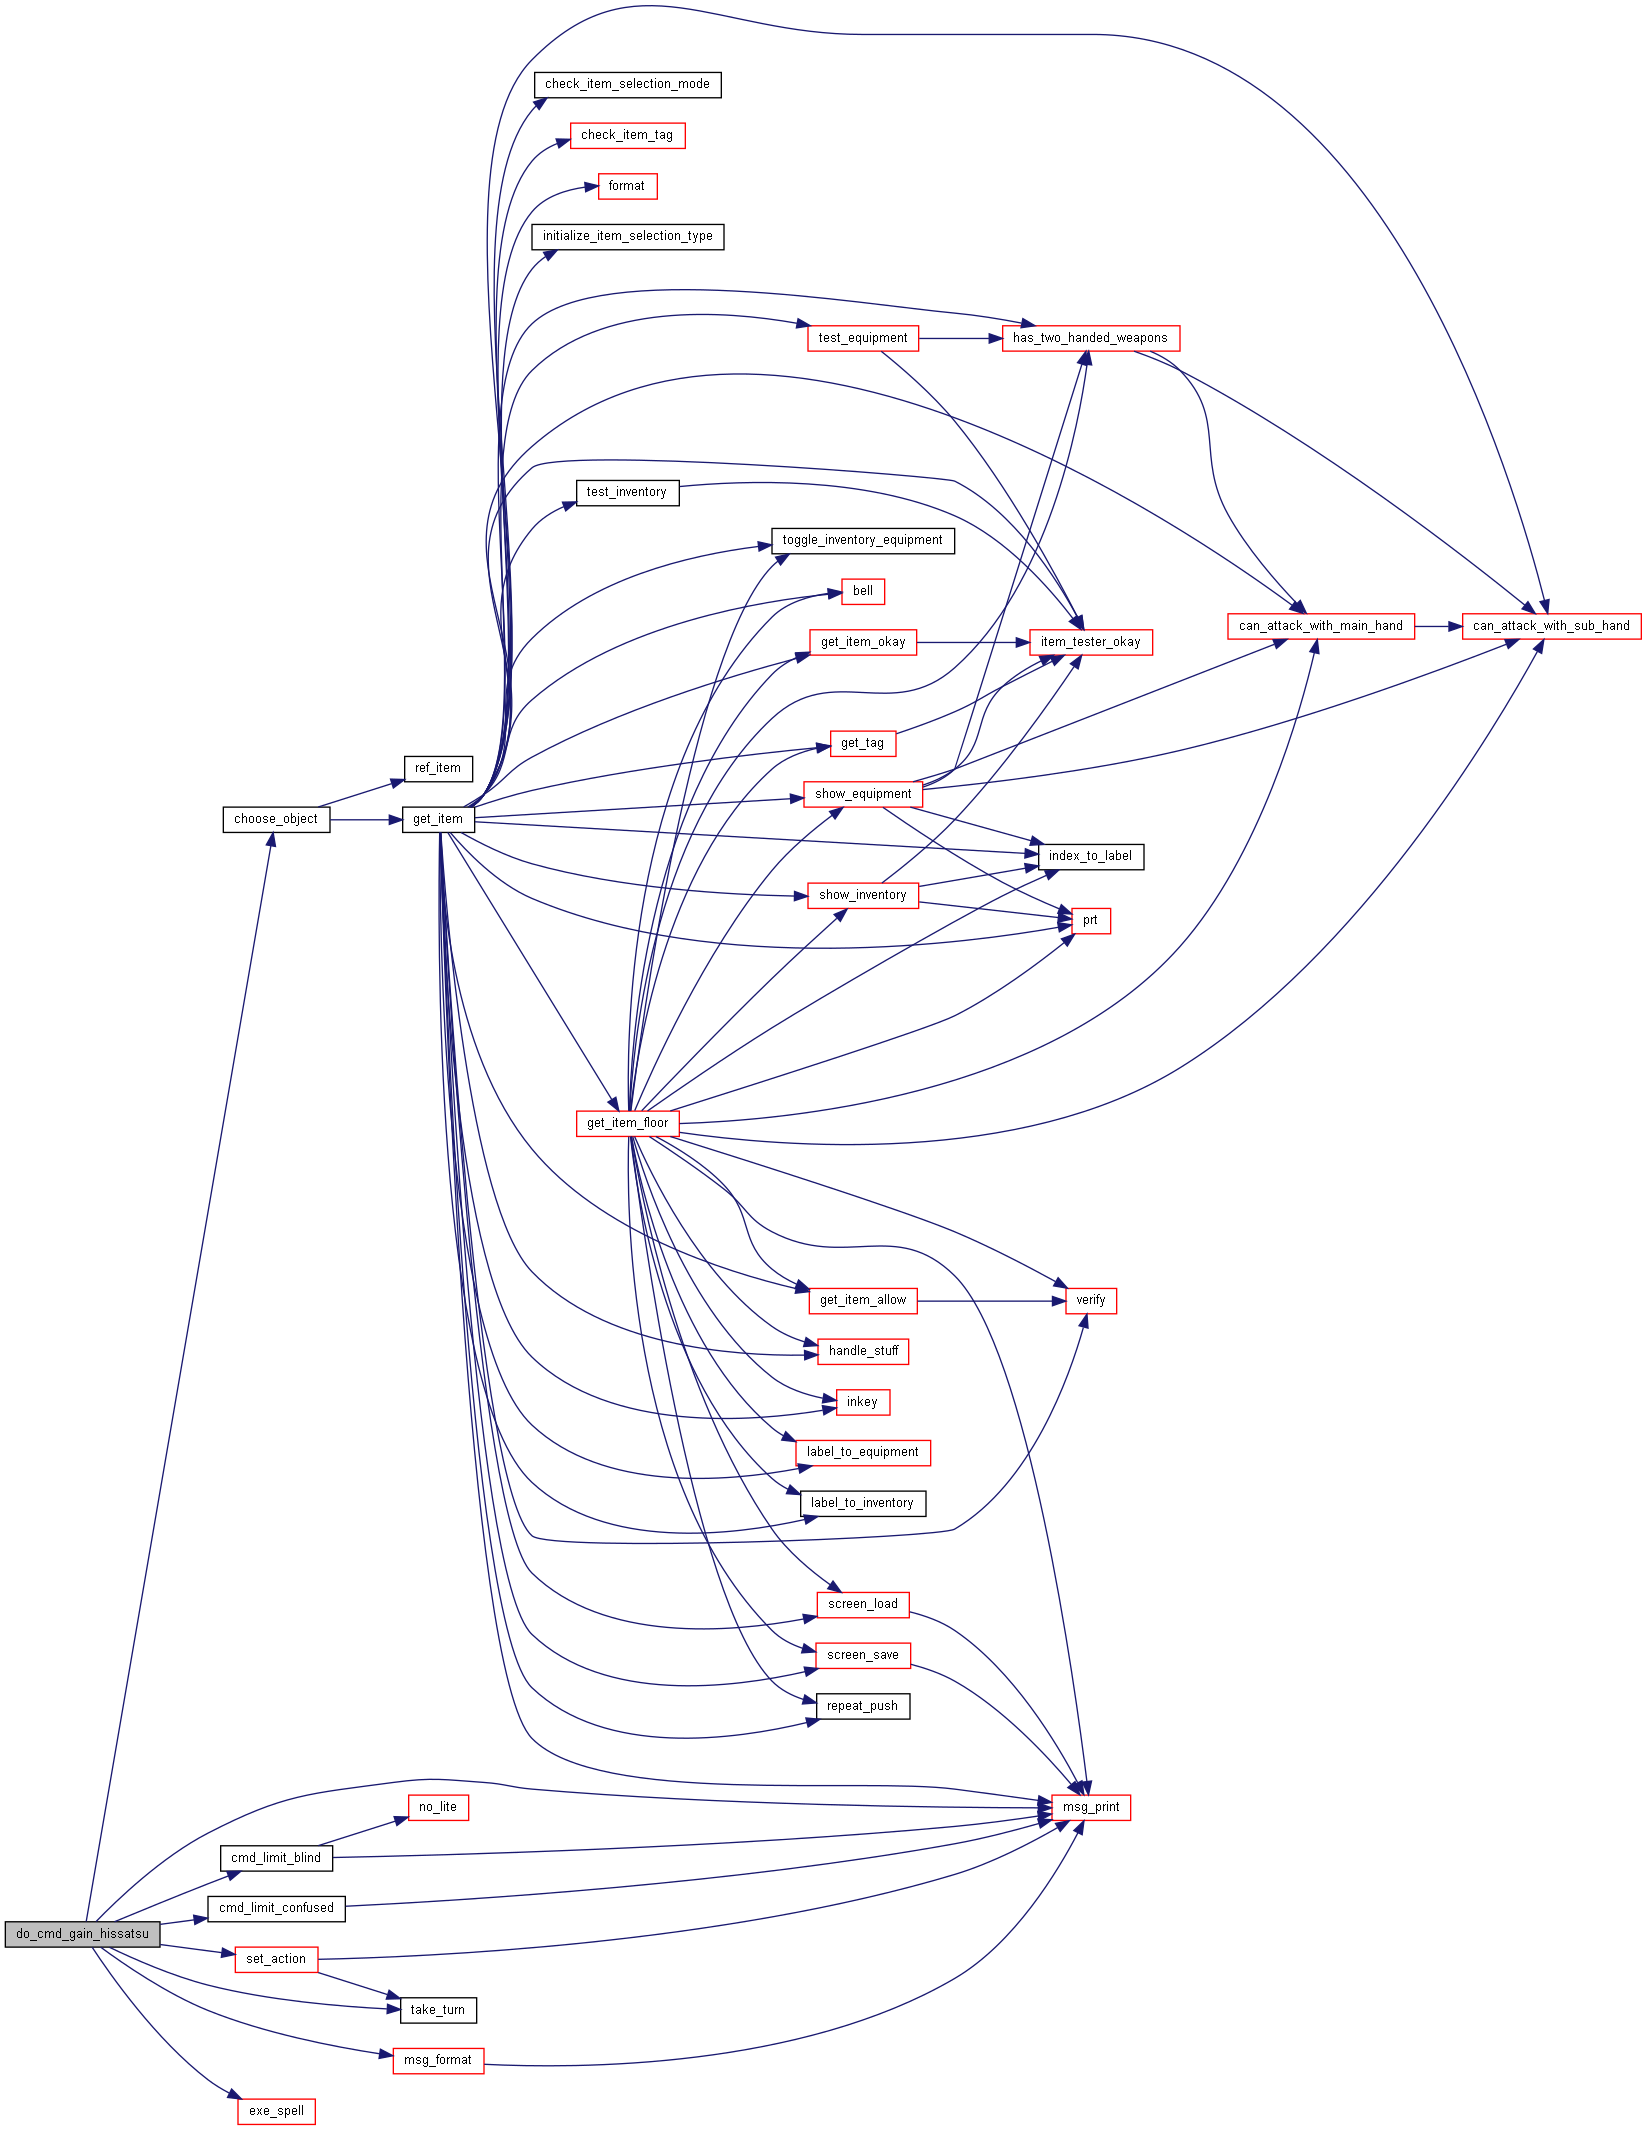 check_item_selection_mode
check_item_tag
format
initialize_item_selection_type
test_equipment
has_two_handed_weapons
test_inventory
toggle_inventory_equipment
bell
get_item_okay
item_tester_okay
can_attack_with_main_hand
can_attack_with_sub_hand
get_tag
ref_item
show_equipment
choose_object
get_item
index_to_label
show_inventory
prt
get_item_floor
get_item_allow
verify
handle_stuff
inkey
label_to_equipment
label_to_inventory
screen_load
screen_save
repeat_push
no_lite
msg_print
cmd_limit_blind
cmd_limit_confused
do_cmd_gain_hissatsu
set_action
take_turn
msg_format
exe_spell